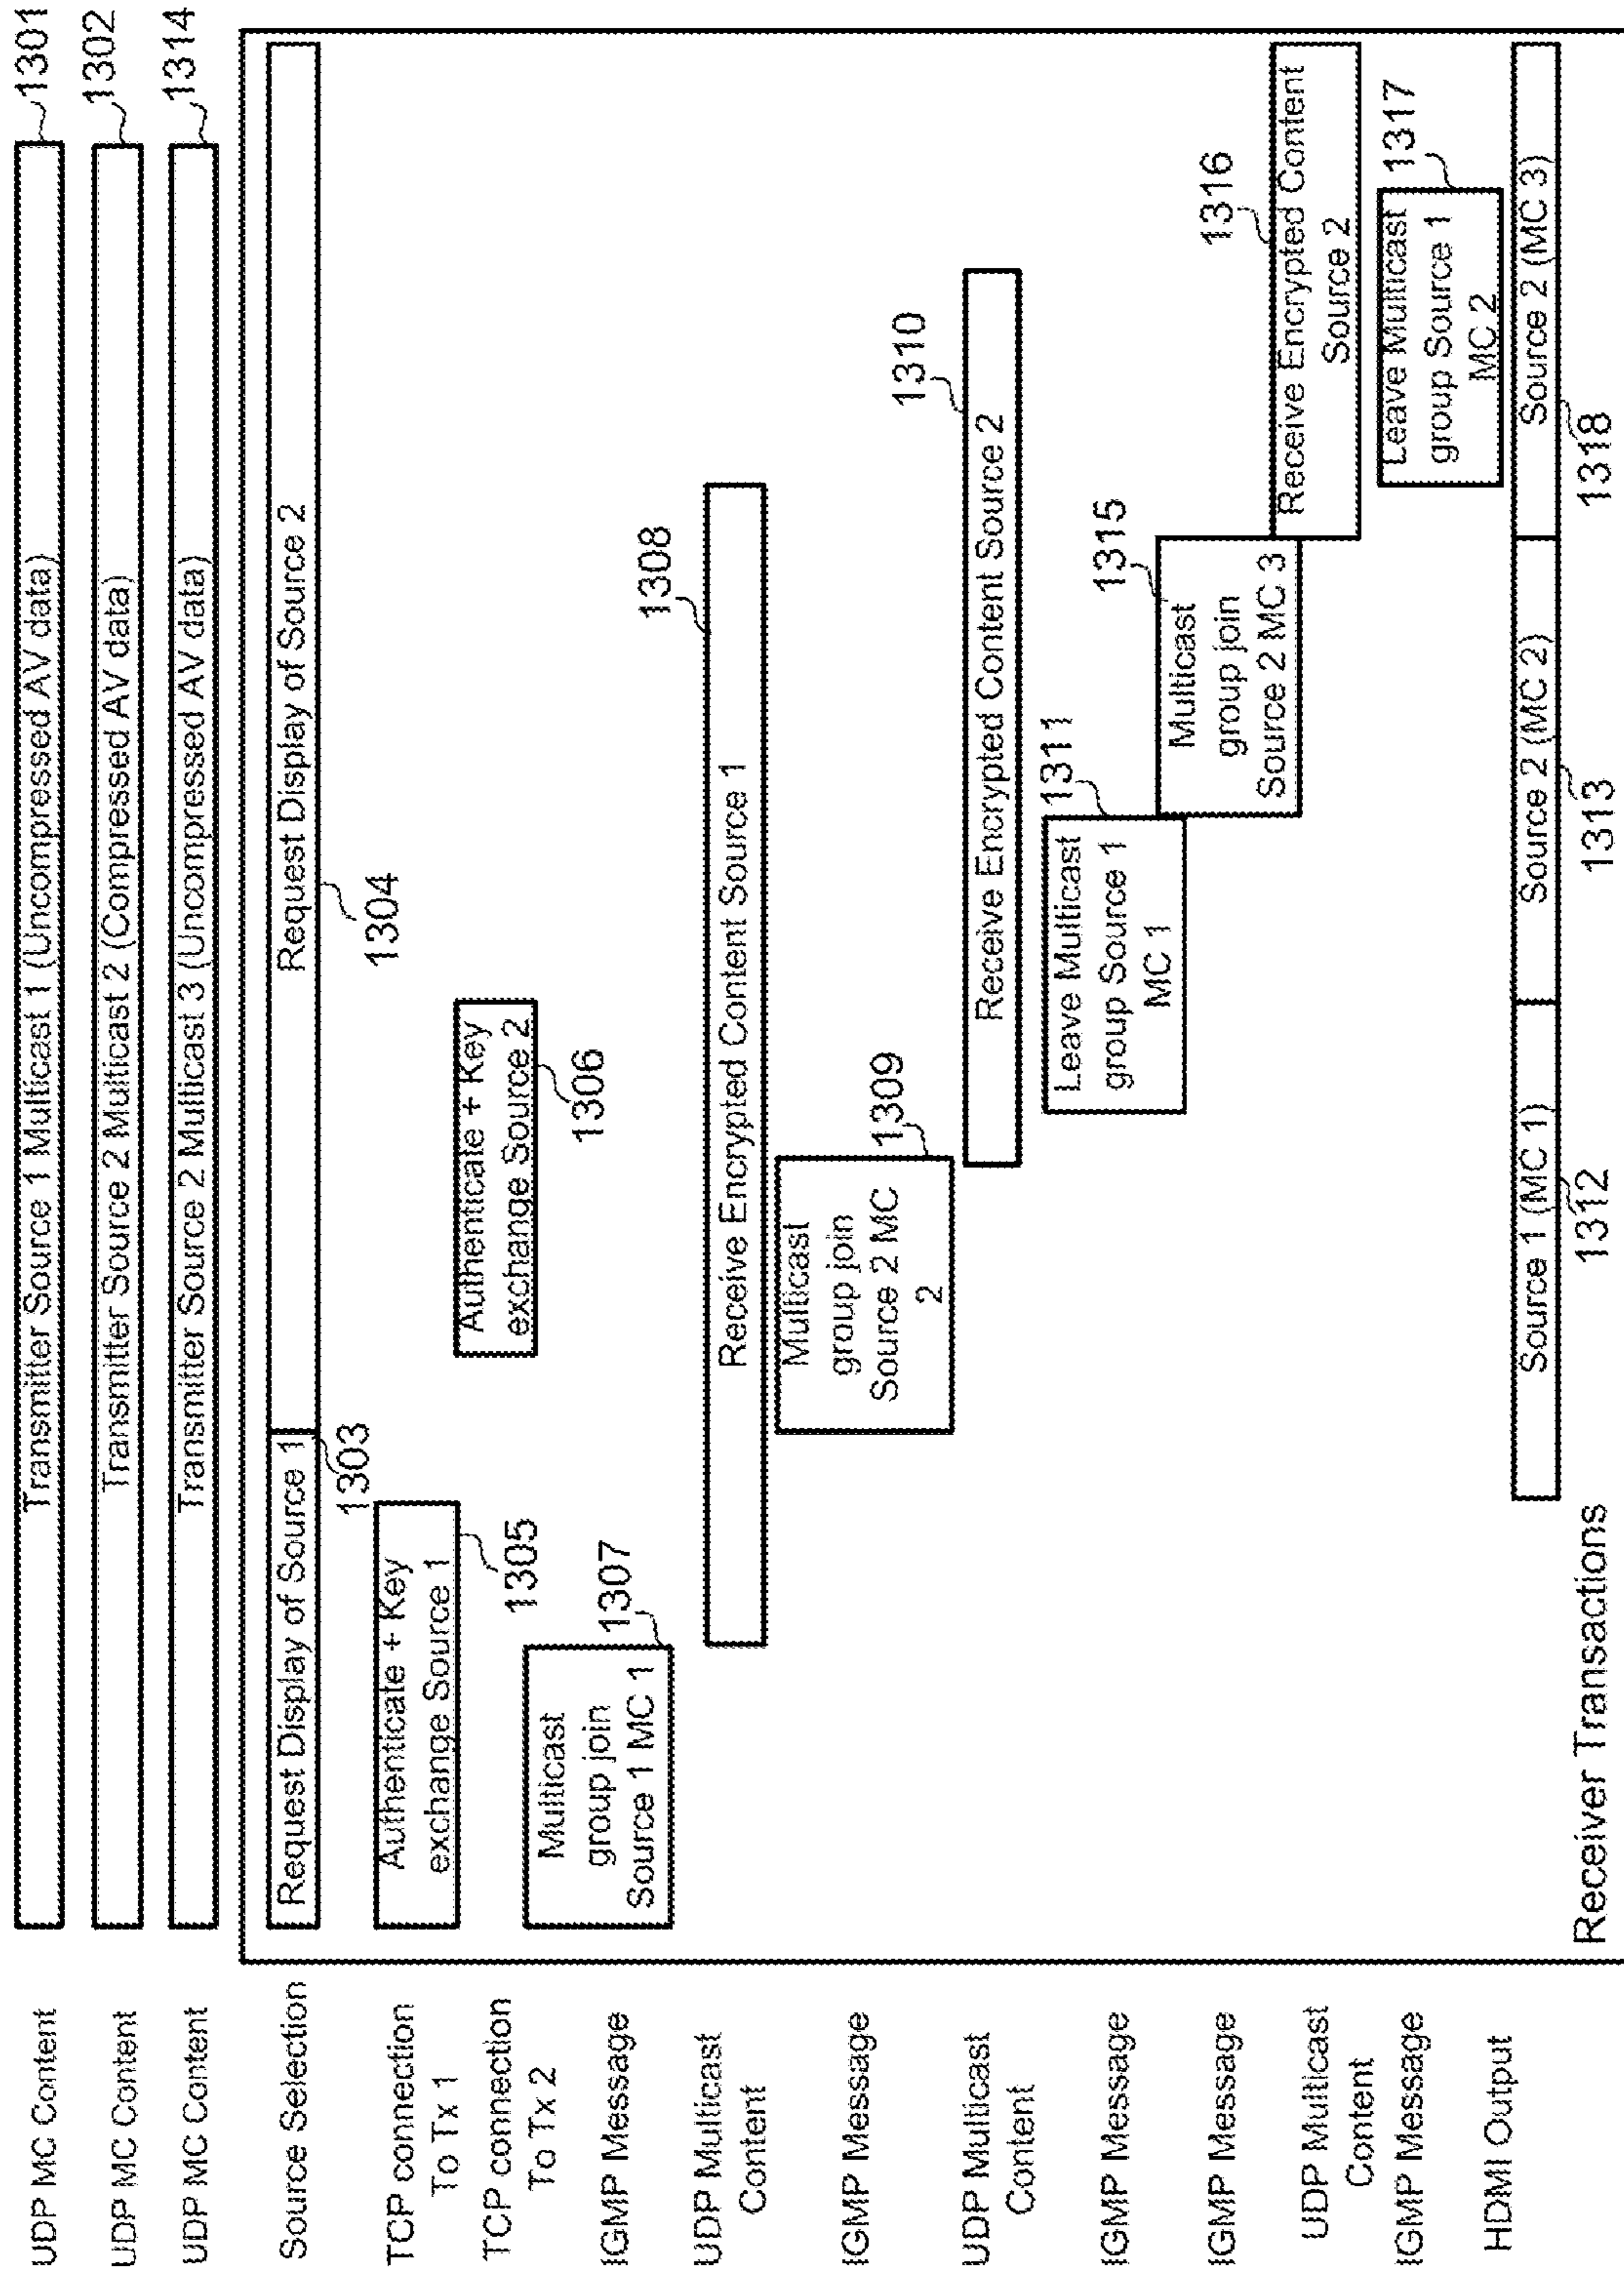 UDP MC Content
Transmitter Source 1 Multicast 1 (Uncompressed AV data)
1301
UDP MC Content
Transmitter Source 2 Multicast 2 (Compressed AV data)
1302
UDP MC Content
Transmitter Source 2 Multicast 3 (Uncompressed AV data)
1314
Source Selection
Request Display of Source 1
1303
Request Display of Source 2
1304
TCP connection
To Tx 1
Authenticate + Key
exchange Source 1
1305
TCP connection
To Tx 2
Authenticate + Key
exchange Source 2
1306
IGMP Message
Multicast
group join
Source 1 MC 1
1307
UDP Multicast
Content
Receive Encrypted Content Source 1
1308
IGMP Message
Multicast
group join
Source 2 MC
2
1309
UDP Multicast
Content
Receive Encrypted Content Source 2
1310
IGMP Message
Leave Multicast
group Source 1
MC 1
1311
IGMP Message
Multicast
group join
Source 2 MC 3
1315
UDP Multicast
Content
Receive Encrypted Content
Source 2
1316
IGMP Message
Leave Multicast
group Source 1
MC 2
1317
HDMI Output
Source 1 (MC 1)
1312
Source 2 (MC 2)
1313
Source 2 (MC 3)
1318
Receiver Transactions